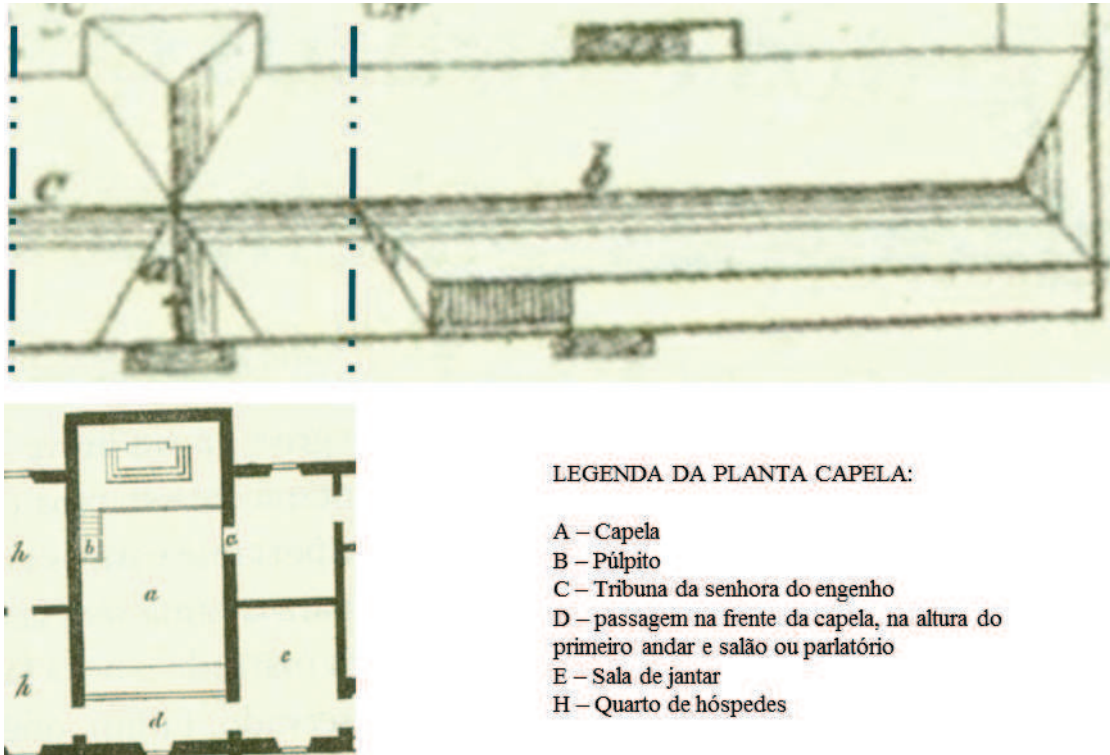 C
b
a
h
b
c
a
h
e
d
LEGENDA DA PLANTA CAPELA:
A – Capela
B – Púlpito
C – Tribuna da senhora do engenho
D – passagem na frente da capela, na altura do
primeiro andar e salão ou parlatório
E – Sala de jantar
H – Quarto de hóspedes